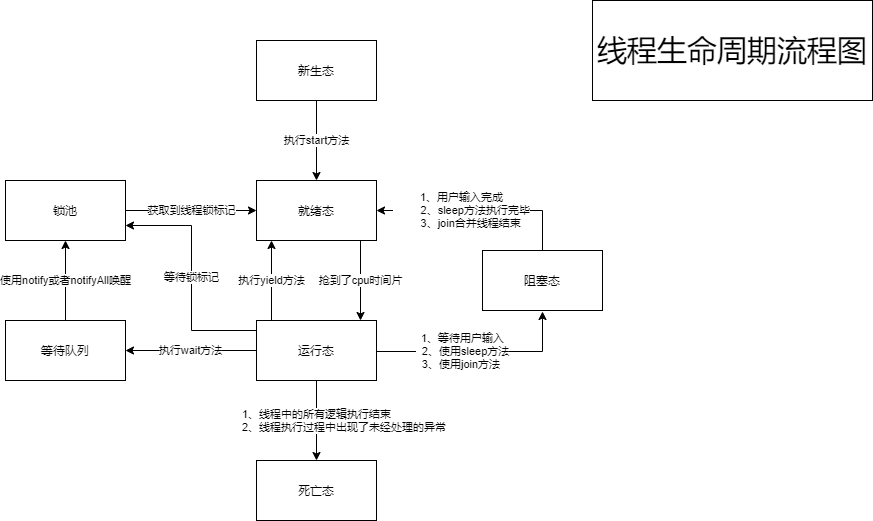 线程生命周期流程图
新生态
执行start方法
锁池
获取到线程锁标记
就绪态
1、用户输入完成
2、sleep方法执行完毕
3、join合并线程结束
使用notify或者notifyAll唤醒
等待锁标记
执行yield方法
抢到了cpu时间片
阻塞态
等待队列
执行wait方法
运行态
1、等待用户输入
2、使用sleep方法
3、使用join方法
1、线程中的所有逻辑执行结束
2、线程执行过程中出现了未经处理的异常
死亡态